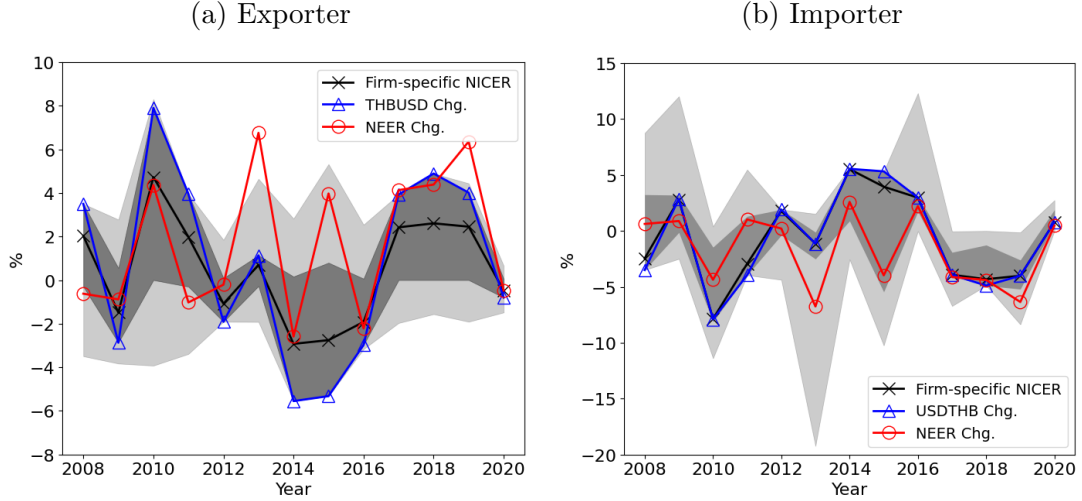 (a) Exporter
10
8
6
4
2
0
−2
−4
−6
−8
%
2008 2010 2012 2014 2016 2018 2020
Year
Firm-specific NICER
THBUSD Chg.
NEER Chg.
(b) Importer
15
10
5
0
−5
−10
−15
−20
%
2008 2010 2012 2014 2016 2018 2020
Year
Firm-specific NICER
USDTHB Chg.
NEER Chg.